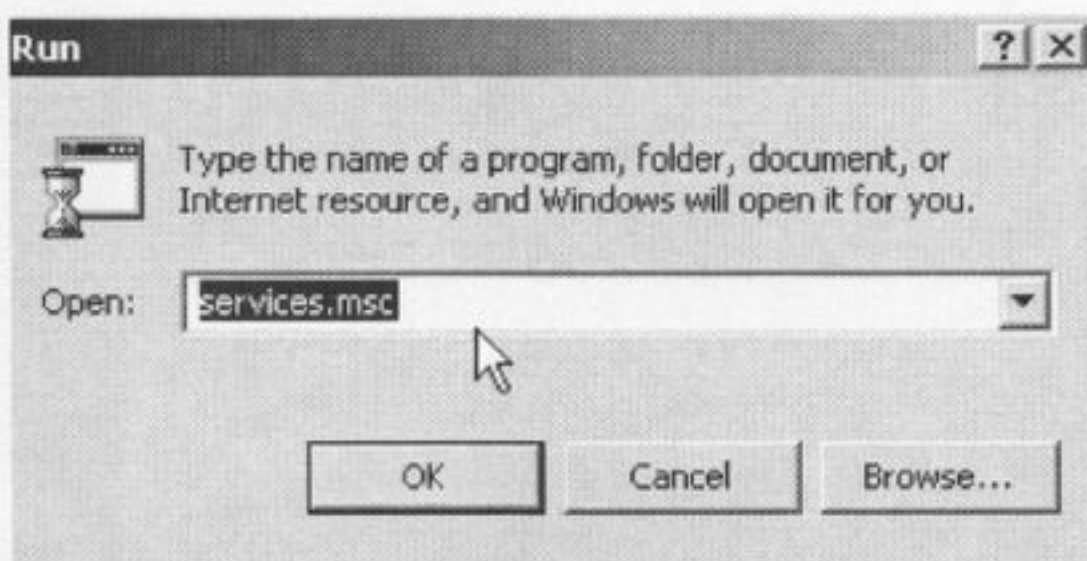 Run
Type the name of a program, folder, document, or
Internet resource, and Windows will open it for you.
Open: services.msc
OK Cancel Browse...